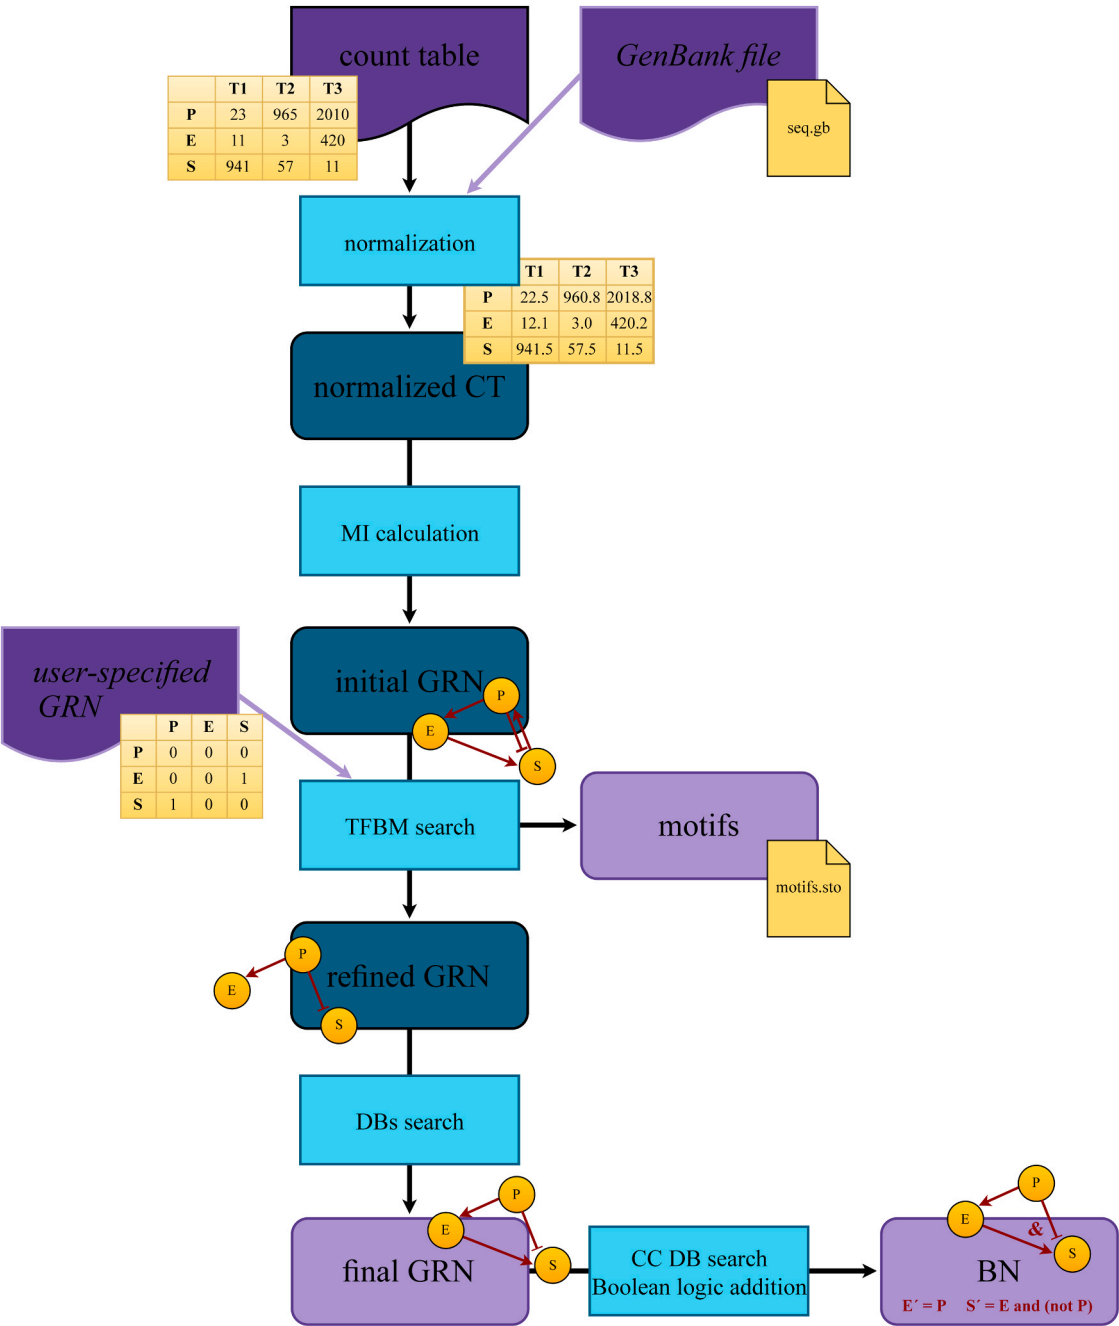 count table
GenBank file
T1 T2 T3
P 23 965 2010
E 11 3 420
S 941 57 11
seq.gb
normalization
T1 T2 T3
P 22.5 960.8 2018.8
E 12.1 3.0 420.2
S 941.5 57.5 11.5
normalized CT
MI calculation
initial GRN
P
E
S
user-specified
GRN
P E S
P 0 0 0
E 0 0 1
S 1 0 0
TFBM search
motifs
motifs.sto
refined GRN
P
E
S
DBs search
final GRN
P
E
S
CC DB search
Boolean logic addition
P
E
&
S
BN
E´ = P S´ = E and (not P)